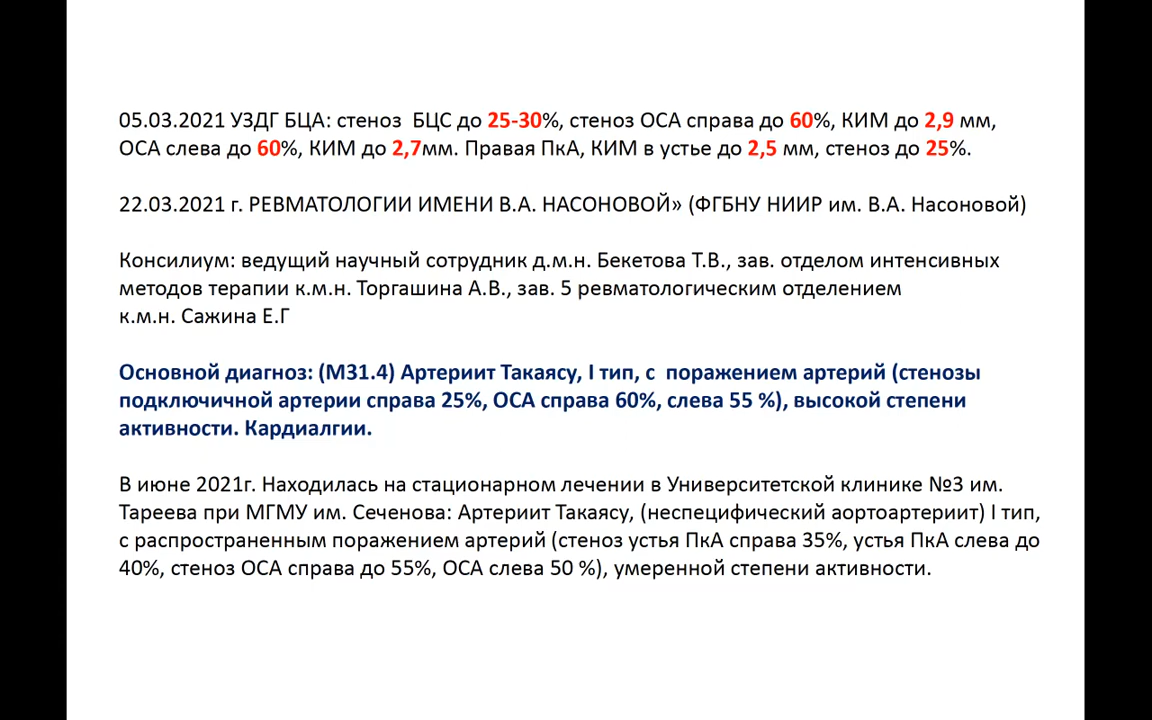 05.03.2021 УЗДГ БЦА: стеноз БЦС до 25-30%, стеноз ОСА справа до 60%, КИМ до 2,9 мм,
ОСА слева до 60%, КИМ до 2,7мм. Правая ПкА, КИМ в устье до 2,5 мм, стеноз до 25%.
22.03.2021 г. РЕВМАТОЛОГИИ ИМЕНИ В.А. НАСОНОВОЙ» (ФГБНУ НИИР им. В.А. Насоновой)
Консилиум: ведущий научный сотрудник д.м.н. Бекетова Т.В., зав. отделом интенсивных
методов терапии к.м.н. Торгашина А.В., зав. 5 ревматологическим отделением
к.м.н. Сажина Е.Г
Основной диагноз: (М31.4) Артериит Такаясу, I тип, с поражением артерий (стенозы
подключичной артерии справа 25%, ОСА справа 60%, слева 55 %), высокой степени
активности. Кардиалгии.
В июне 2021г. Находилась на стационарном лечении в Университетской клинике №3 им.
Тареева при МГМУ им. Сеченова: Артериит Такаясу, (неспецифический аортоартериит) I тип,
с распространенным поражением артерий (стеноз устья ПкА справа 35%, устья ПкА слева до
40%, стеноз ОСА справа до 55%, ОСА слева 50 %), умеренной степени активности.